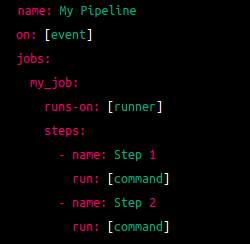 name: My Pipeline
on: [event]
jobs:
  my_job:
    runs-on: [runner]
    steps:
      - name: Step 1
        run: [command]
      - name: Step 2
        run: [command]